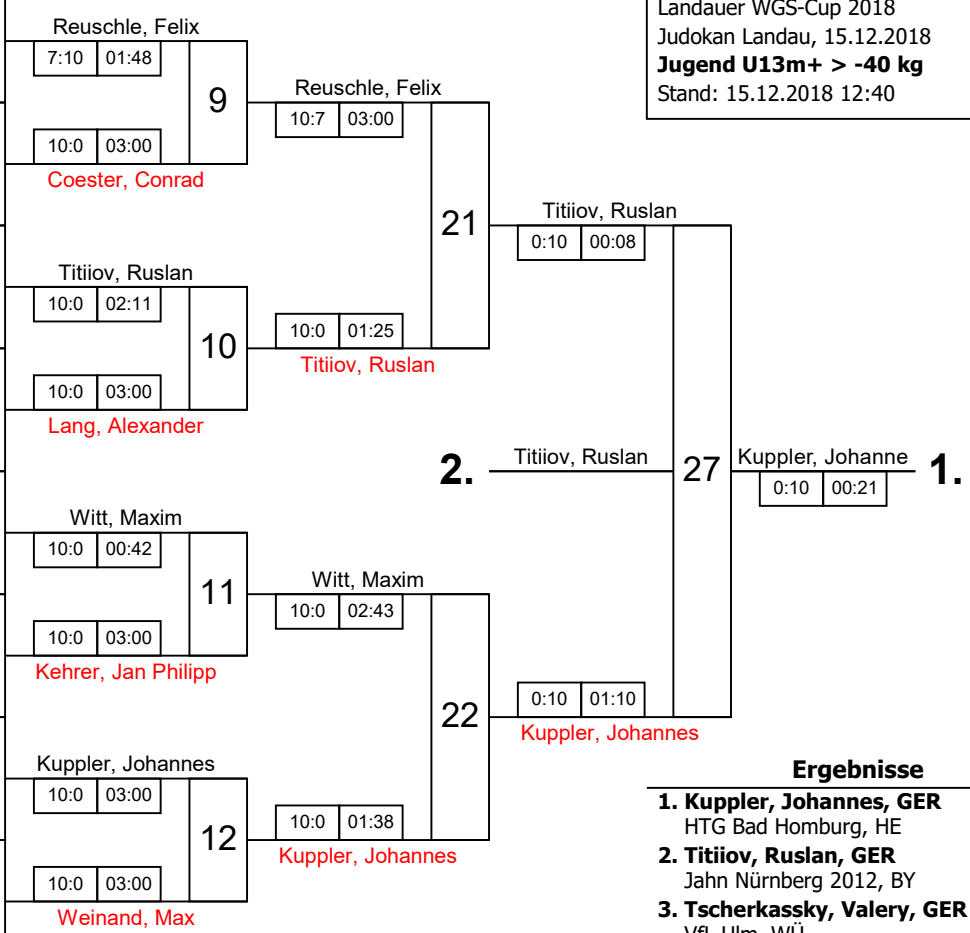 Landauer WGS-Cup 2018
Judokan Landau, 15.12.2018
Jugend U13m+ > -40 kg
Stand: 15.12.2018 12:40
Reuschle, Felix
7:10 01:48
9
10:0 03:00
Coester, Conrad
Reuschle, Felix
10:7 03:00
21
Titiiov, Ruslan
10:0 02:11
10
10:0 03:00
Lang, Alexander
10:0 01:25
Titiiov, Ruslan
Titiiov, Ruslan
0:10 00:08
2. Titiiov, Ruslan
27
Kuppler, Johanne 1.
0:10 00:21
Witt, Maxim
10:0 00:42
11
10:0 03:00
Kehrer, Jan Philipp
Witt, Maxim
10:0 02:43
22
0:10 01:10
Kuppler, Johannes
Kuppler, Johannes
10:0 03:00
12
10:0 03:00
Weinand, Max
10:0 01:38
Kuppler, Johannes
Ergebnisse
1. Kuppler, Johannes, GER
HTG Bad Homburg, HE
2. Titiiov, Ruslan, GER
Jahn Nürnberg 2012, BY
3. Tscherkassky, Valery, GER
VfL Ulm, WÜ